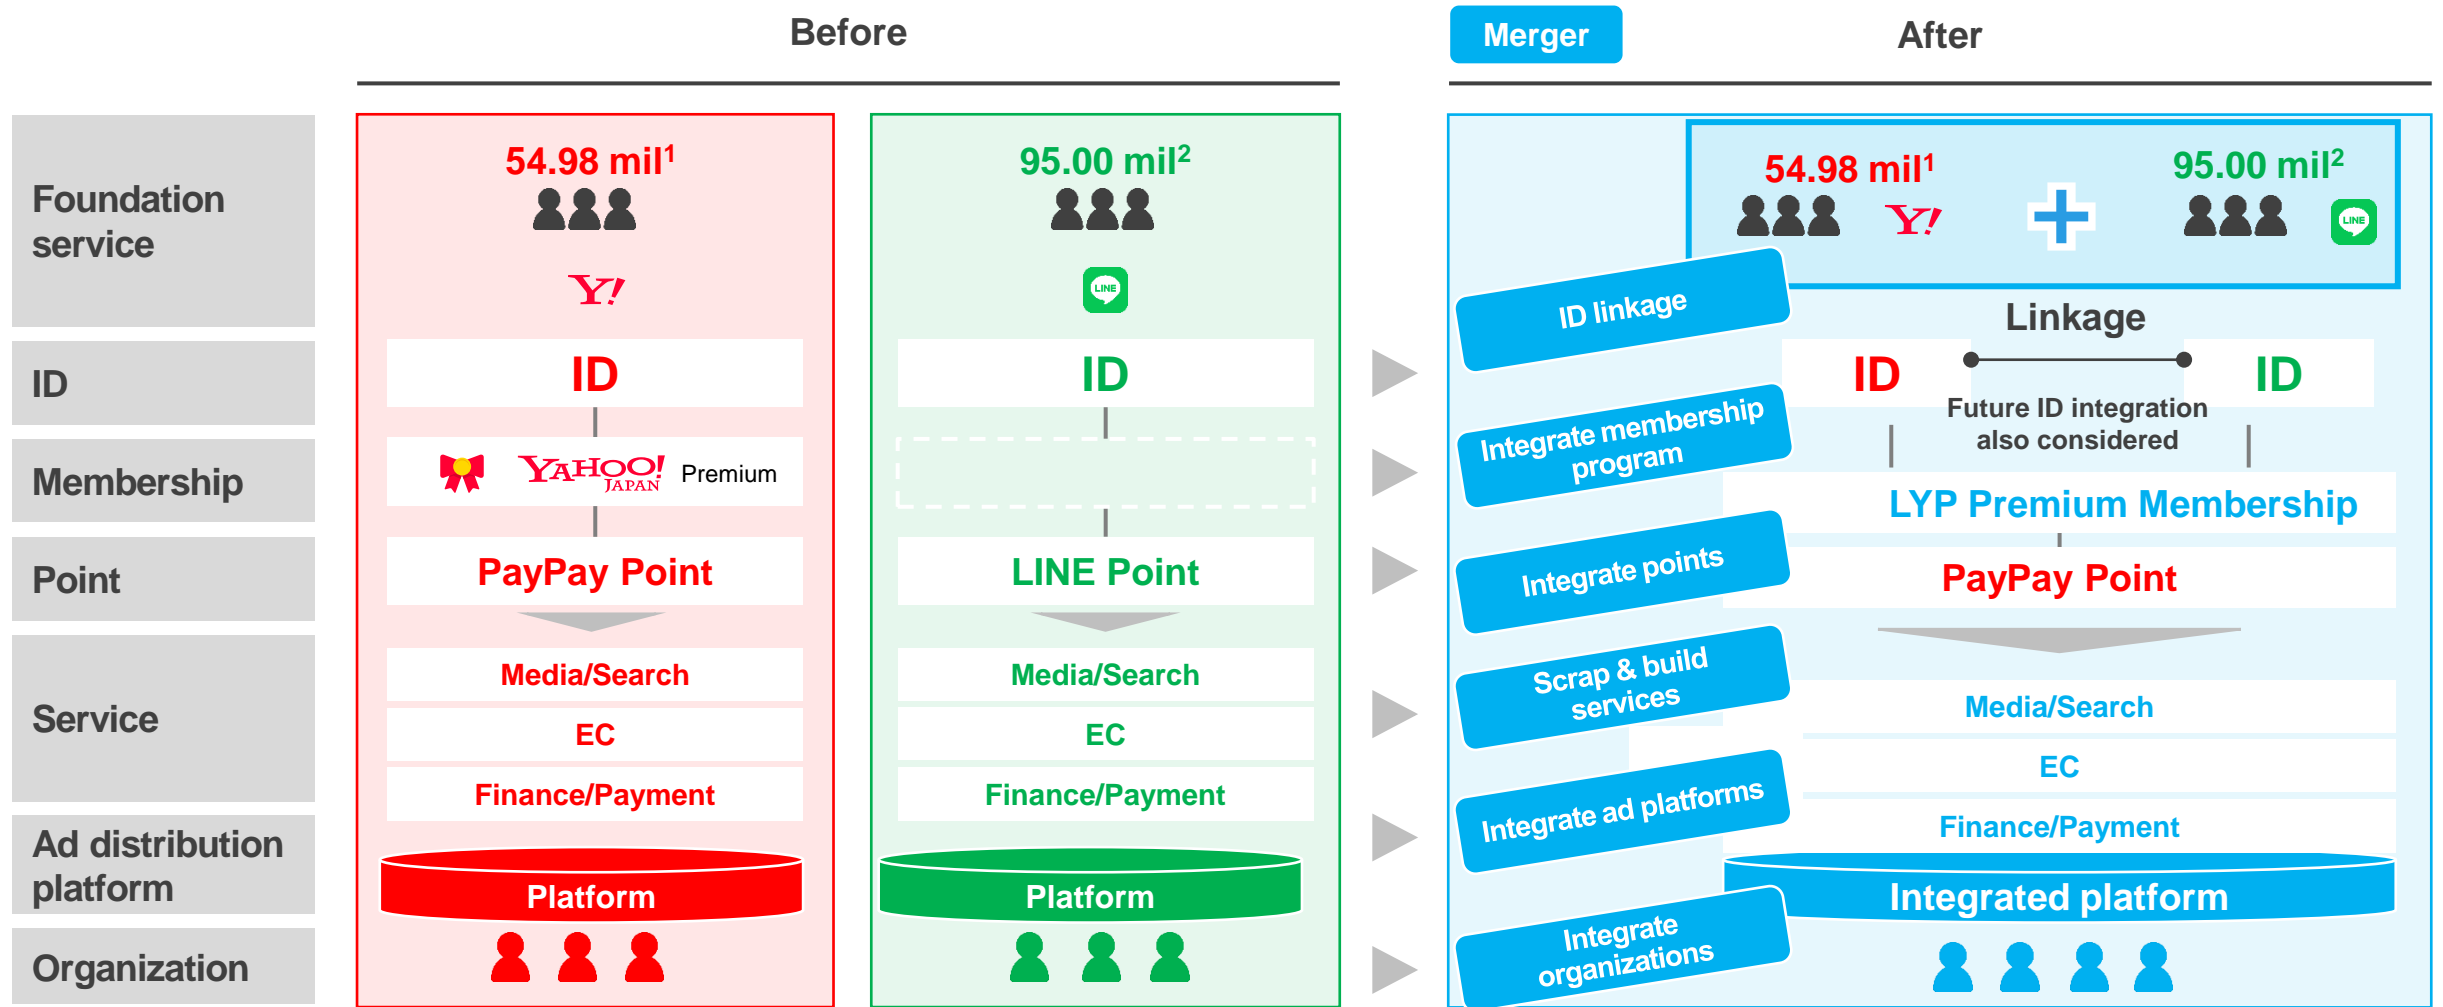 Before
Merger
After
Foundation
service
54.98 mil1
Y!
95.00 mil2
LINE
54.98 mil1
Y!
95.00 mil2
LINE
ID linkage
Linkage
ID
ID
ID
ID
ID
Future ID integration
also considered
Membership
YAHOO!
JAPAN
Premium
Integrate membership
program
LYP Premium Membership
Point
PayPay Point
LINE Point
Integrate points
PayPay Point
Service
Media/Search
EC
Finance/Payment
Media/Search
EC
Finance/Payment
Scrap & build
services
Media/Search
EC
Finance/Payment
Ad distribution
platform
Platform
Platform
Integrate ad platforms
Integrated platform
Organization
Integrate
organizations